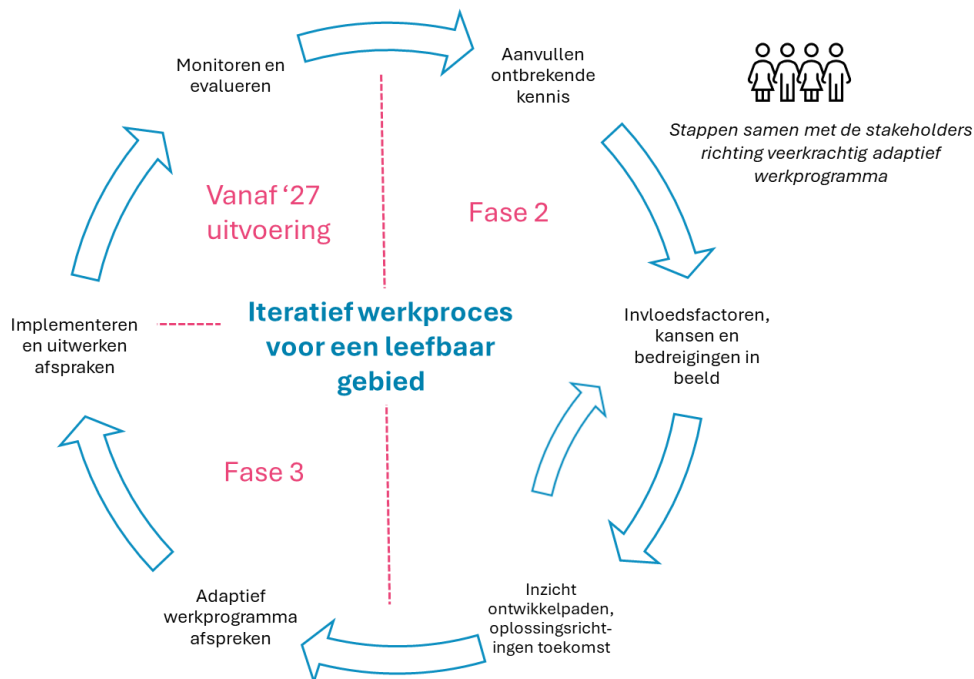 Monitoren en
evalueren
Aanvullen
ontbrekende
kennis
Stappen samen met de stakeholders
richting veerkrachtig adaptief
werkprogramma
Vanaf ‘27
uitvoering
Fase 2
Iteratief werkproces
voor een leefbaar
gebied
Invloedsfactoren,
kansen en
bedreigingen in
beeld
Implementeren
en uitwerken
afspraken
Fase 3
Inzicht
ontwikkelpaden,
oplossingsricht-
ingen toekomst
Adaptief
werkprogramma
afspreken